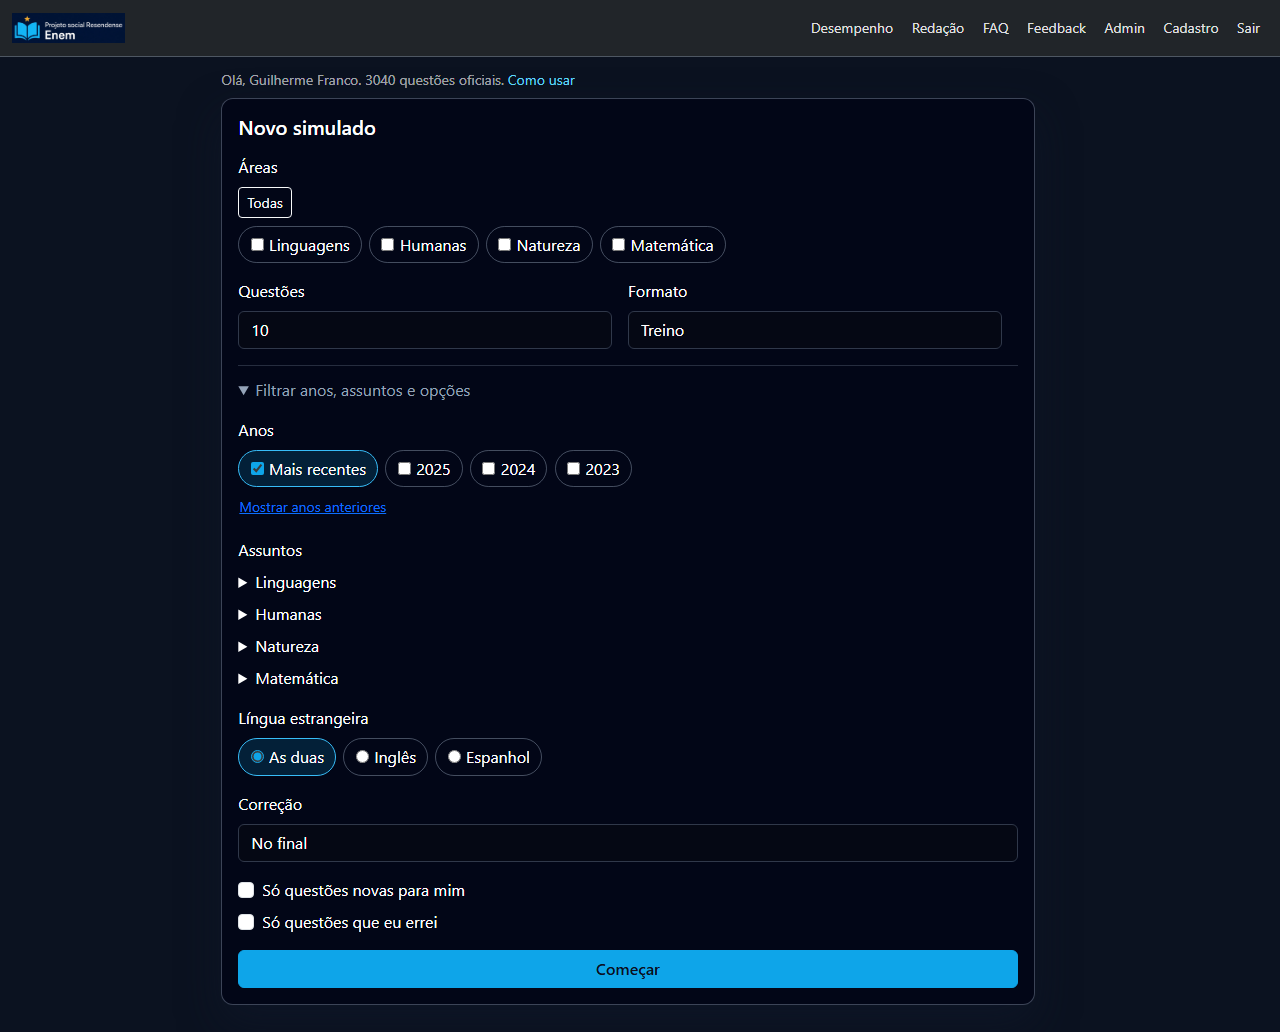 Projeto social Resendense
Enem
Desempenho Redação FAQ Feedback Admin Cadastro Sair
Olá, Guilherme Franco. 3040 questões oficiais. Como usar
Novo simulado
Áreas
Todas
Linguagens Humanas Natureza Matemática
Questões Formato
10 Treino
Filtrar anos, assuntos e opções
Anos
Mais recentes 2025 2024 2023
Mostrar anos anteriores
Assuntos
Linguagens
Humanas
Natureza
Matemática
Língua estrangeira
As duas Inglês Espanhol
Correção
No final
Só questões novas para mim
Só questões que eu errei
Começar